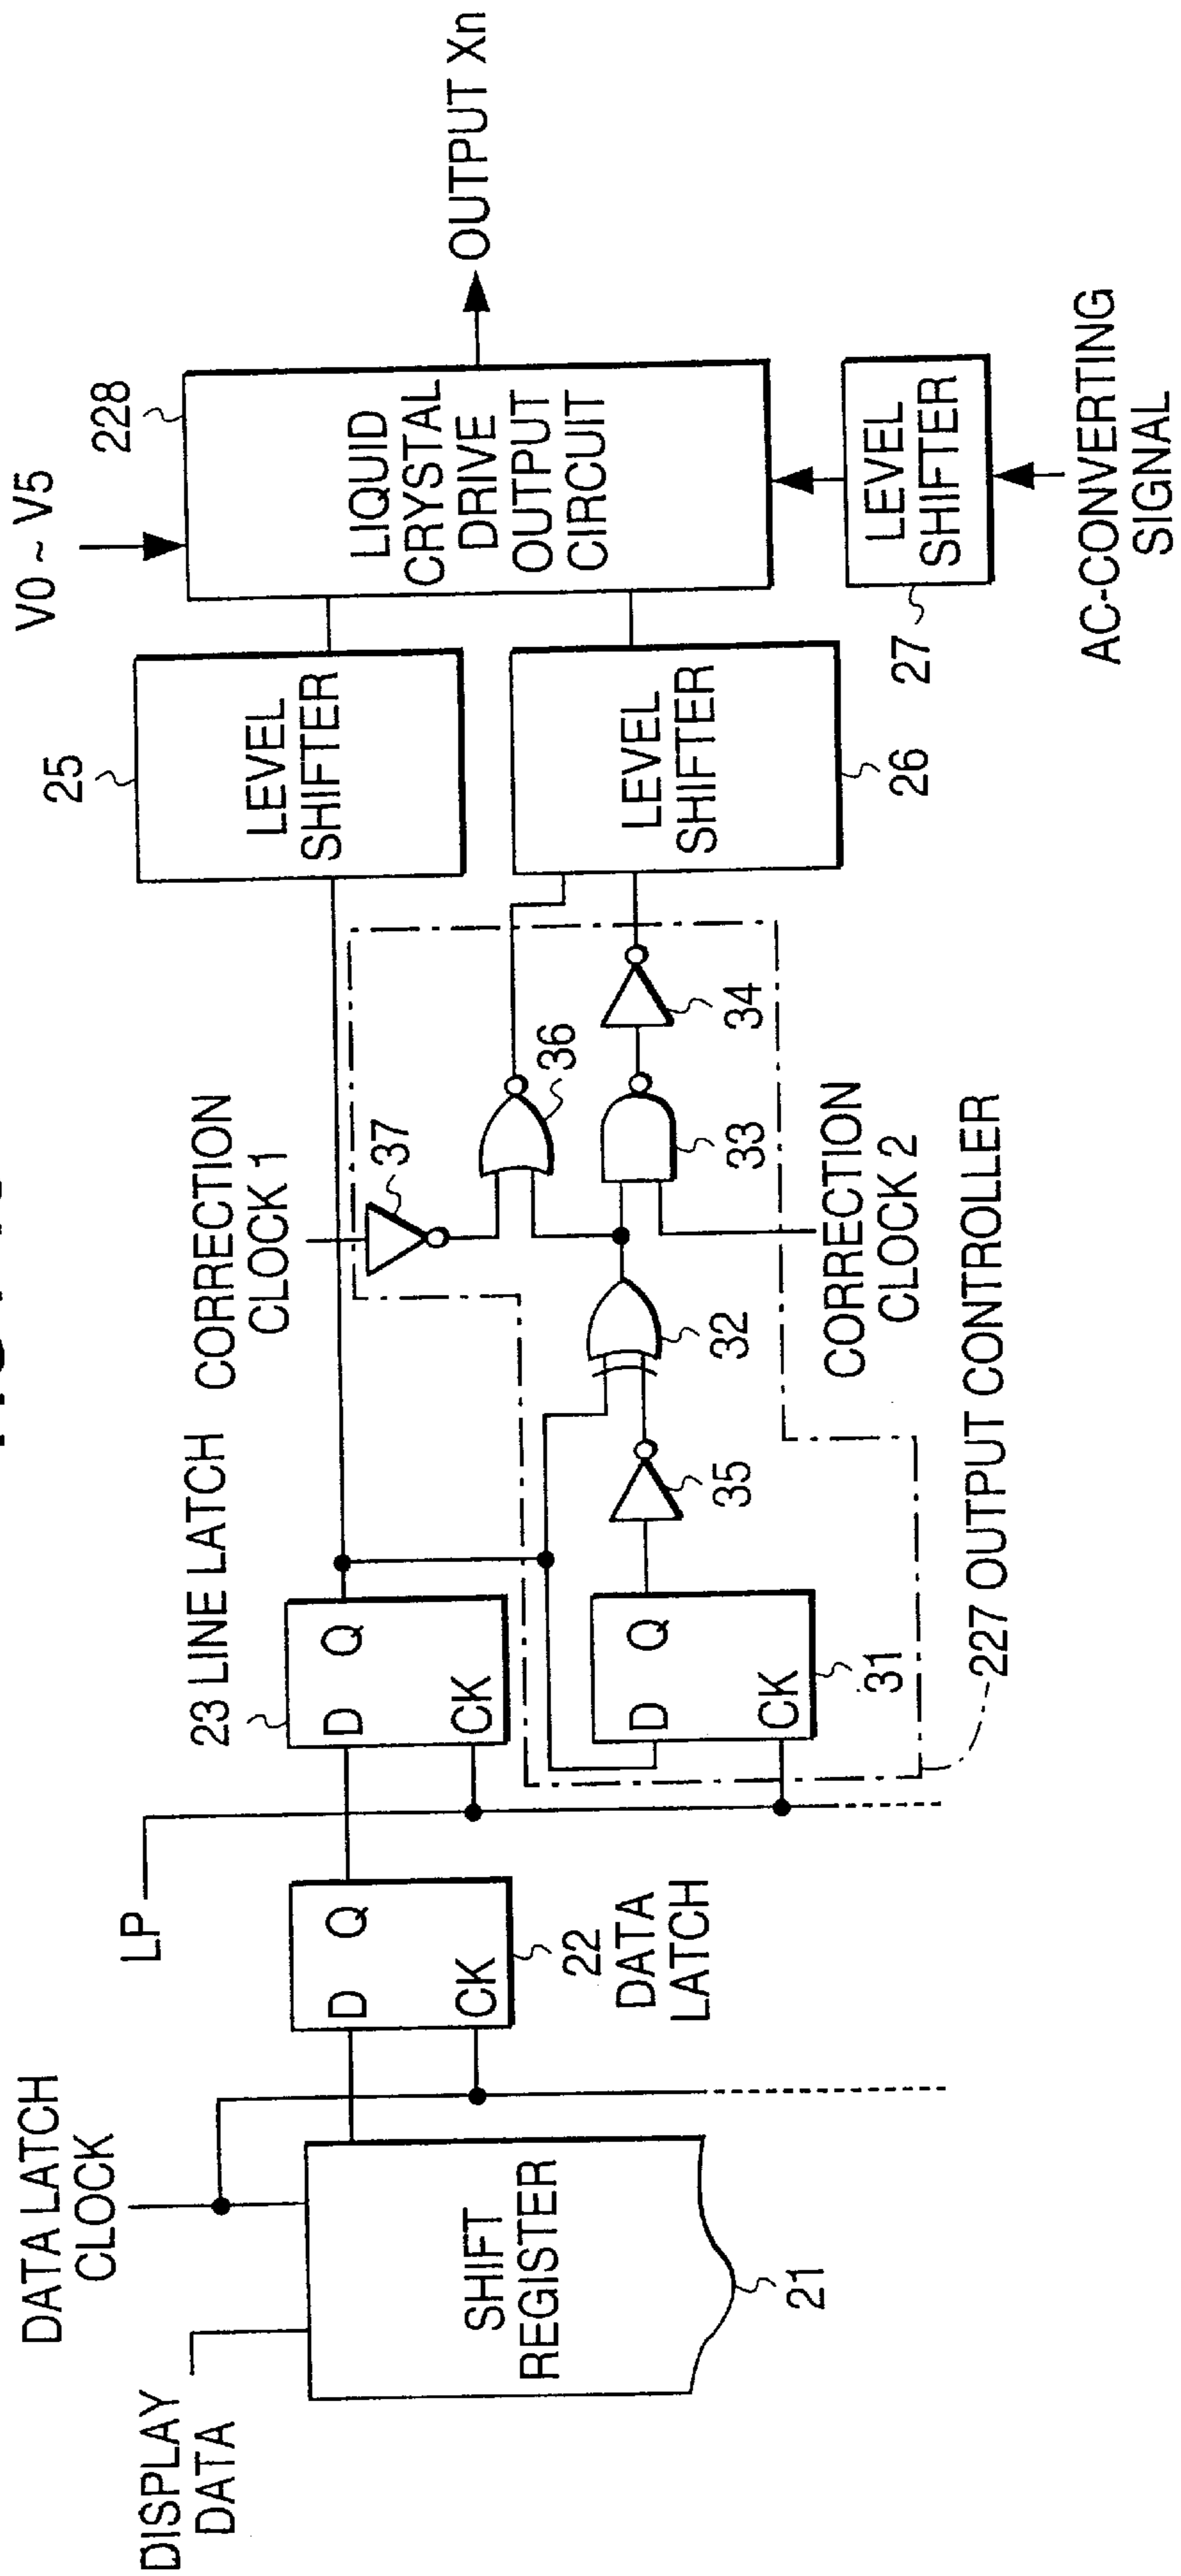 DISPLAY
DATA
DATA LATCH
CLOCK
SHIFT
REGISTER
21
D Q
CK
22
DATA
LATCH
LP
23 LINE LATCH
D Q
CK
D Q
CK
31
35
32
CORRECTION
CLOCK 1
37
36
33
34
CORRECTION
CLOCK 2
227 OUTPUT CONTROLLER
25
LEVEL
SHIFTER
LEVEL
SHIFTER
26
V0 ~ V5
228
LIQUID
CRYSTAL
DRIVE
OUTPUT
CIRCUIT
OUTPUT Xn
LEVEL
SHIFTER
27
AC-CONVERTING
SIGNAL